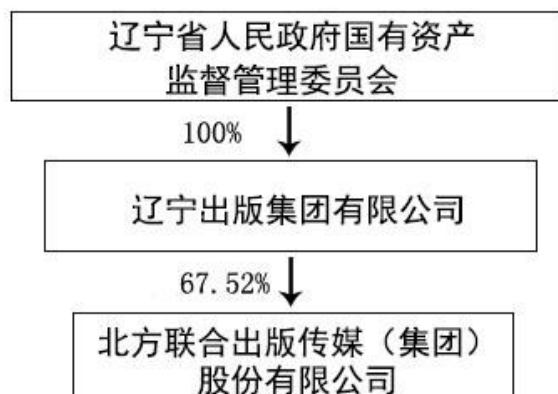 辽宁省人民政府国有资产
监督管理委员会
100%
辽宁出版集团有限公司
67.52%
北方联合出版传媒（集团）
股份有限公司